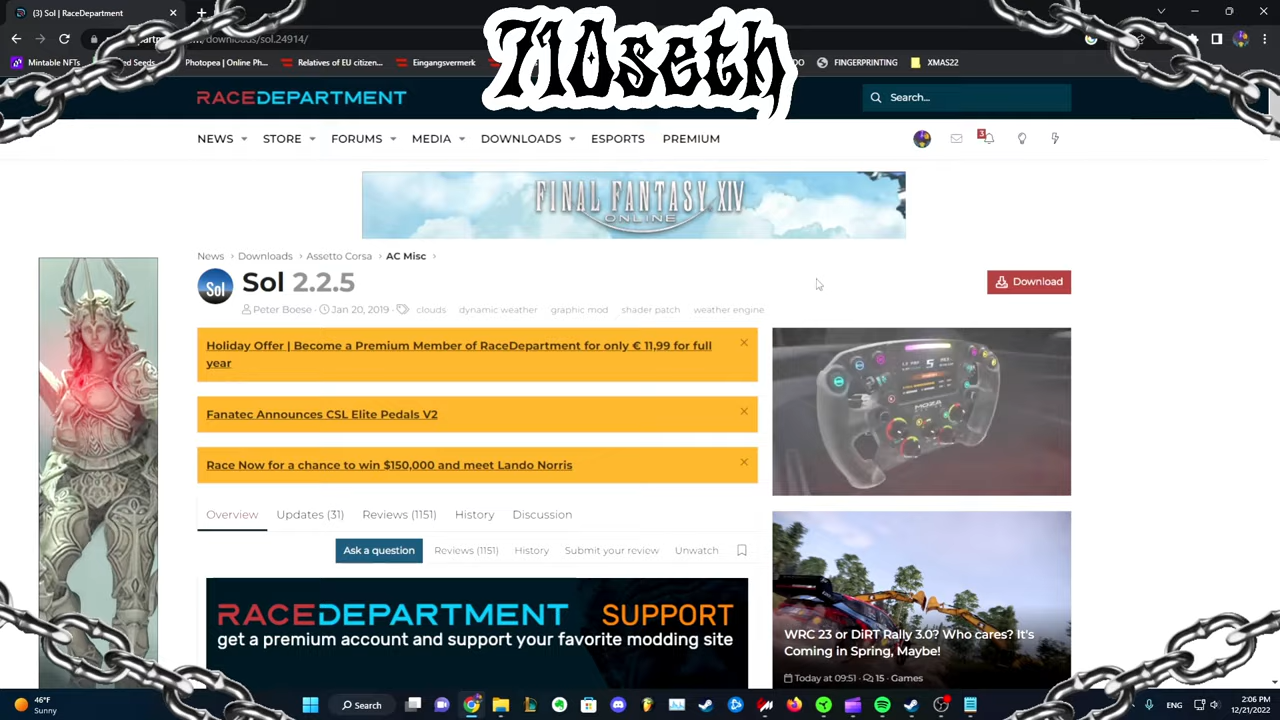 (3) Sol | RaceDepartment
/downloads/sol.24914/
Mintable NFTs
Seeds
Photopea | Online Ph...
Relatives of EU citizen...
Eingangsvermerk
FINGERPRINTING
XMAS22
710seth
RACEDEPARTMENT
Search...
NEWS STORE FORUMS MEDIA DOWNLOADS ESPORTS PREMIUM
3
FINAL FANTASY XIV
ONLINE
News > Downloads > Assetto Corsa > AC Misc >
Sol
Sol 2.2.5
Download
Peter Boese · Jan 20, 2019 · clouds dynamic weather graphic mod shader patch weather engine
Holiday Offer | Become a Premium Member of RaceDepartment for only € 11,99 for full
year
Fanatec Announces CSL Elite Pedals V2
Race Now for a chance to win $150,000 and meet Lando Norris
MOZA
Overview Updates (31) Reviews (1151) History Discussion
Ask a question Reviews (1151) History Submit your review Unwatch
RACEDEPARTMENT SUPPORT
get a premium account and support your favorite modding site
WRC 23 or DiRT Rally 3.0? Who cares? It's
Coming in Spring, Maybe!
Today at 09:51 · 15 · Games
46°F
Sunny
Search
ENG
2:06 PM
12/21/2022